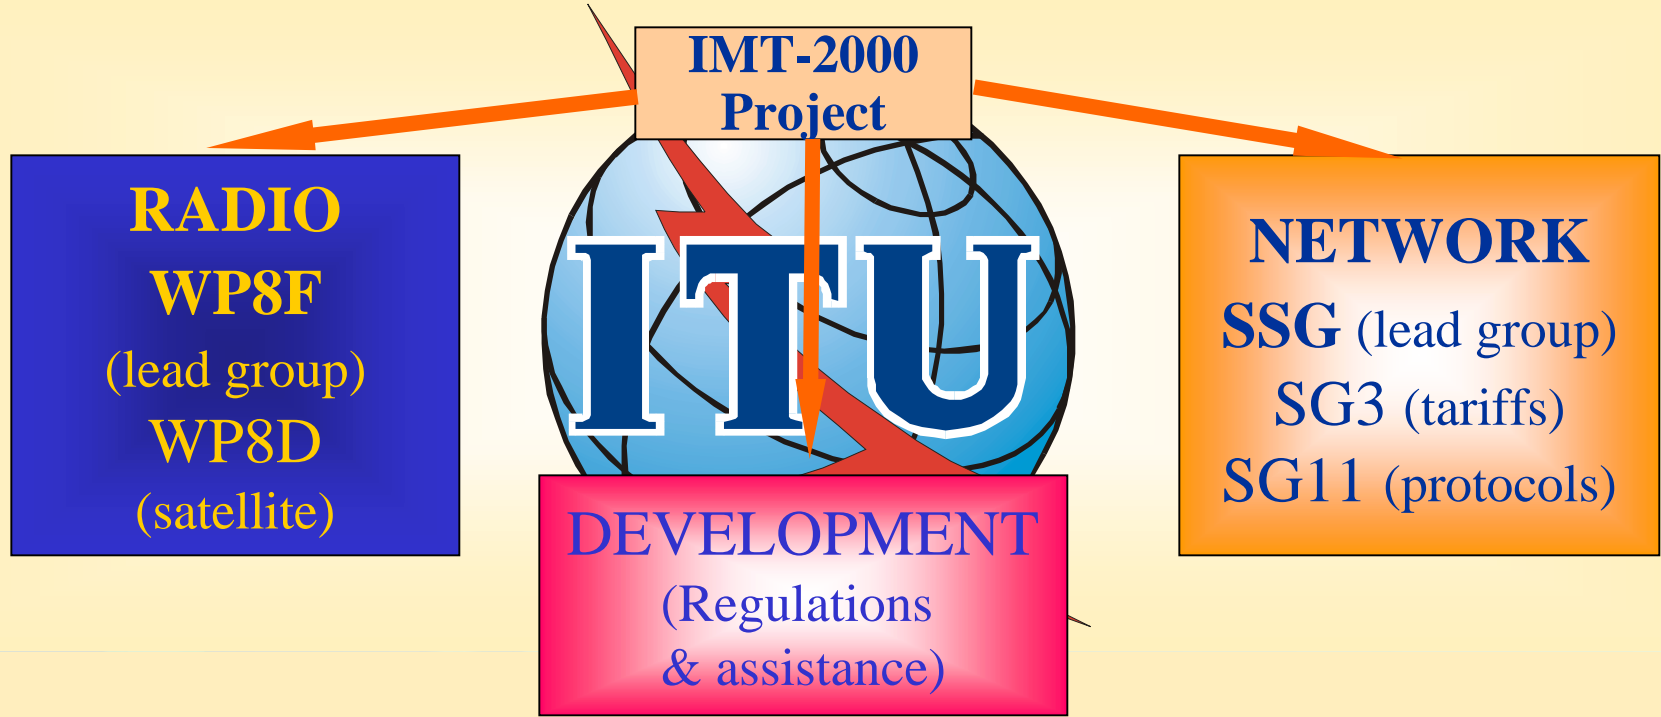 IMT-2000
Project
RADIO
WP8F
(lead group)
WP8D
(satellite)
ITU
NETWORK
SSG (lead group)
SG3 (tariffs)
SG11 (protocols)
DEVELOPMENT
(Regulations
& assistance)